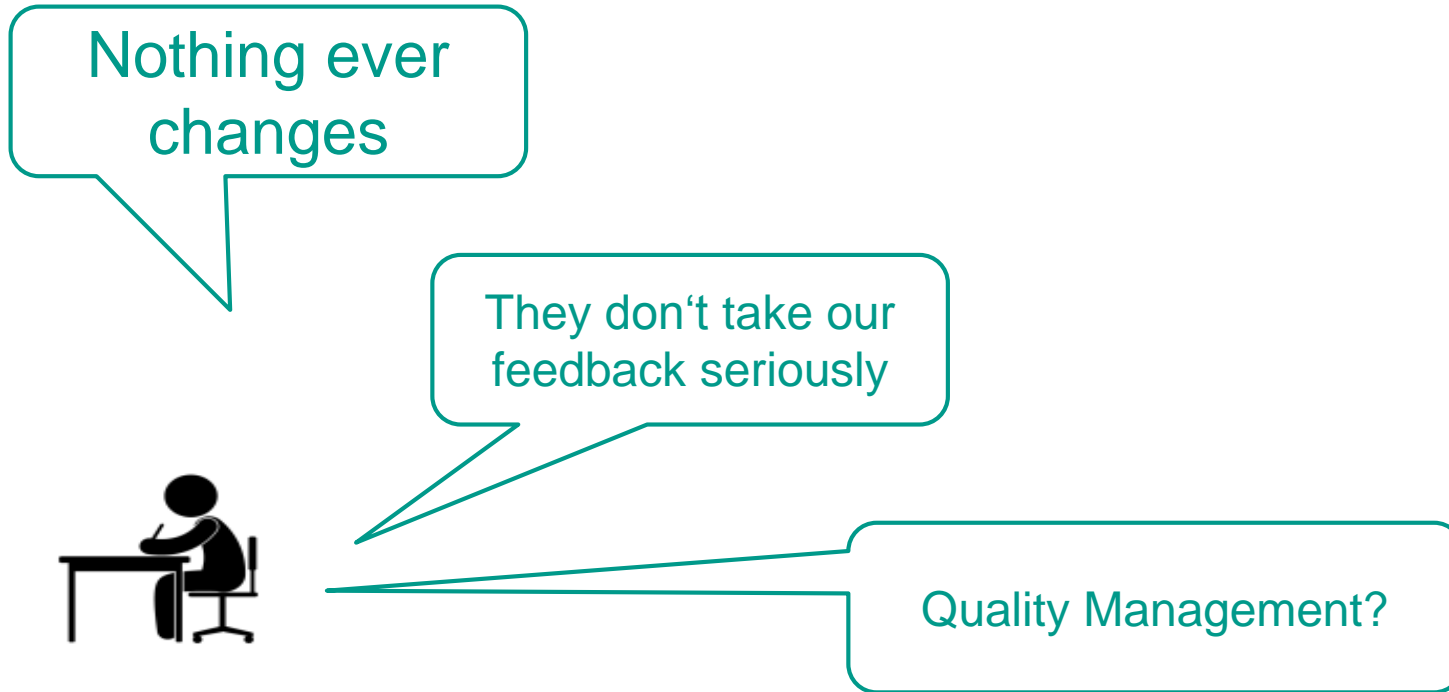 Nothing ever
changes
They don‘t take our
feedback seriously
Quality Management?